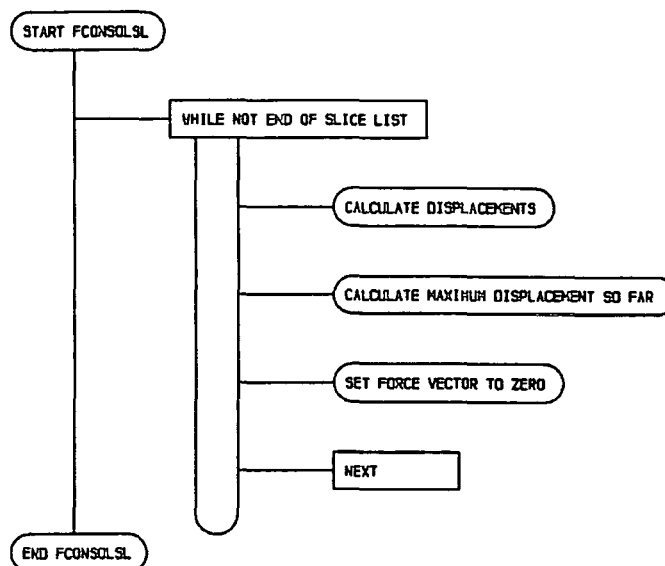 START FCONSOLSL
WHILE NOT END OF SLICE LIST
CALCULATE DISPLACEMENTS
CALCULATE MAXIMUM DISPLACEMENT SO FAR
SET FORCE VECTOR TO ZERO
NEXT
END FCONSOLSL